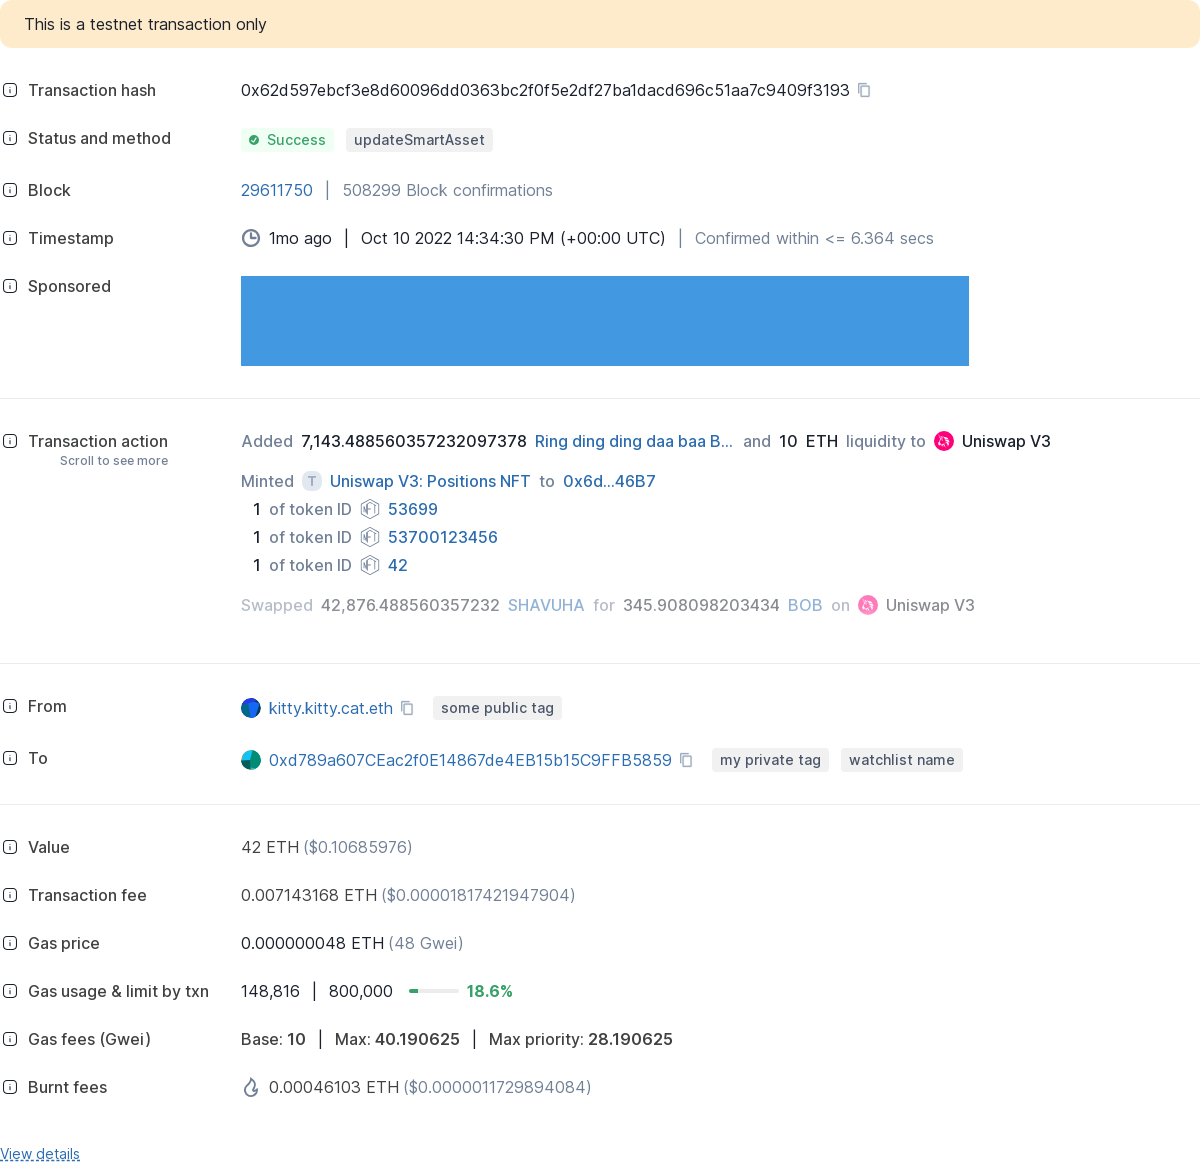 This is a testnet transaction only
Transaction hash 0x62d597ebcf3e8d60096dd0363bc2f0f5e2df27ba1dacd696c51aa7c9409f3193
Status and method Success updateSmartAsset
Block 29611750 | 508299 Block confirmations
Timestamp 1mo ago | Oct 10 2022 14:34:30 PM (+00:00 UTC) | Confirmed within <= 6.364 secs
Sponsored
Transaction action Added 7,143.488560357232097378 Ring ding ding daa baa B... and 10 ETH liquidity to Uniswap V3
Scroll to see more
Minted T Uniswap V3: Positions NFT to 0x6d...46B7
1 of token ID NFT 53699
1 of token ID NFT 53700123456
1 of token ID NFT 42
Swapped 42,876.488560357232 SHAVUHA for 345.908098203434 BOB on Uniswap V3
From kitty.kitty.cat.eth some public tag
To 0xd789a607CEac2f0E14867de4EB15b15C9FFB5859 my private tag watchlist name
Value 42 ETH ($0.10685976)
Transaction fee 0.007143168 ETH ($0.00001817421947904)
Gas price 0.000000048 ETH (48 Gwei)
Gas usage & limit by txn 148,816 | 800,000 18.6%
Gas fees (Gwei) Base: 10 | Max: 40.190625 | Max priority: 28.190625
Burnt fees 0.00046103 ETH ($0.0000011729894084)
View details